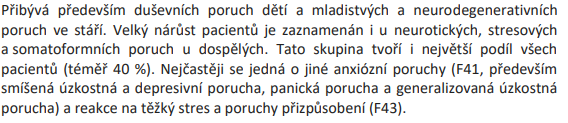 Přibývá především duševních poruch dětí a mladistvých a neurodegenerativních
poruch ve stáří. Velký nárůst pacientů je zaznamenán i u neurotických, stresových
a somatoformních poruch u dospělých. Tato skupina tvoří i největší podíl všech
pacientů (téměř 40 %). Nejčastěji se jedná o jiné anxiózní poruchy (F41, především
smíšená úzkostná a depresivní porucha, panická porucha a generalizovaná úzkostná
porucha) a reakce na těžký stres a poruchy přizpůsobení (F43).